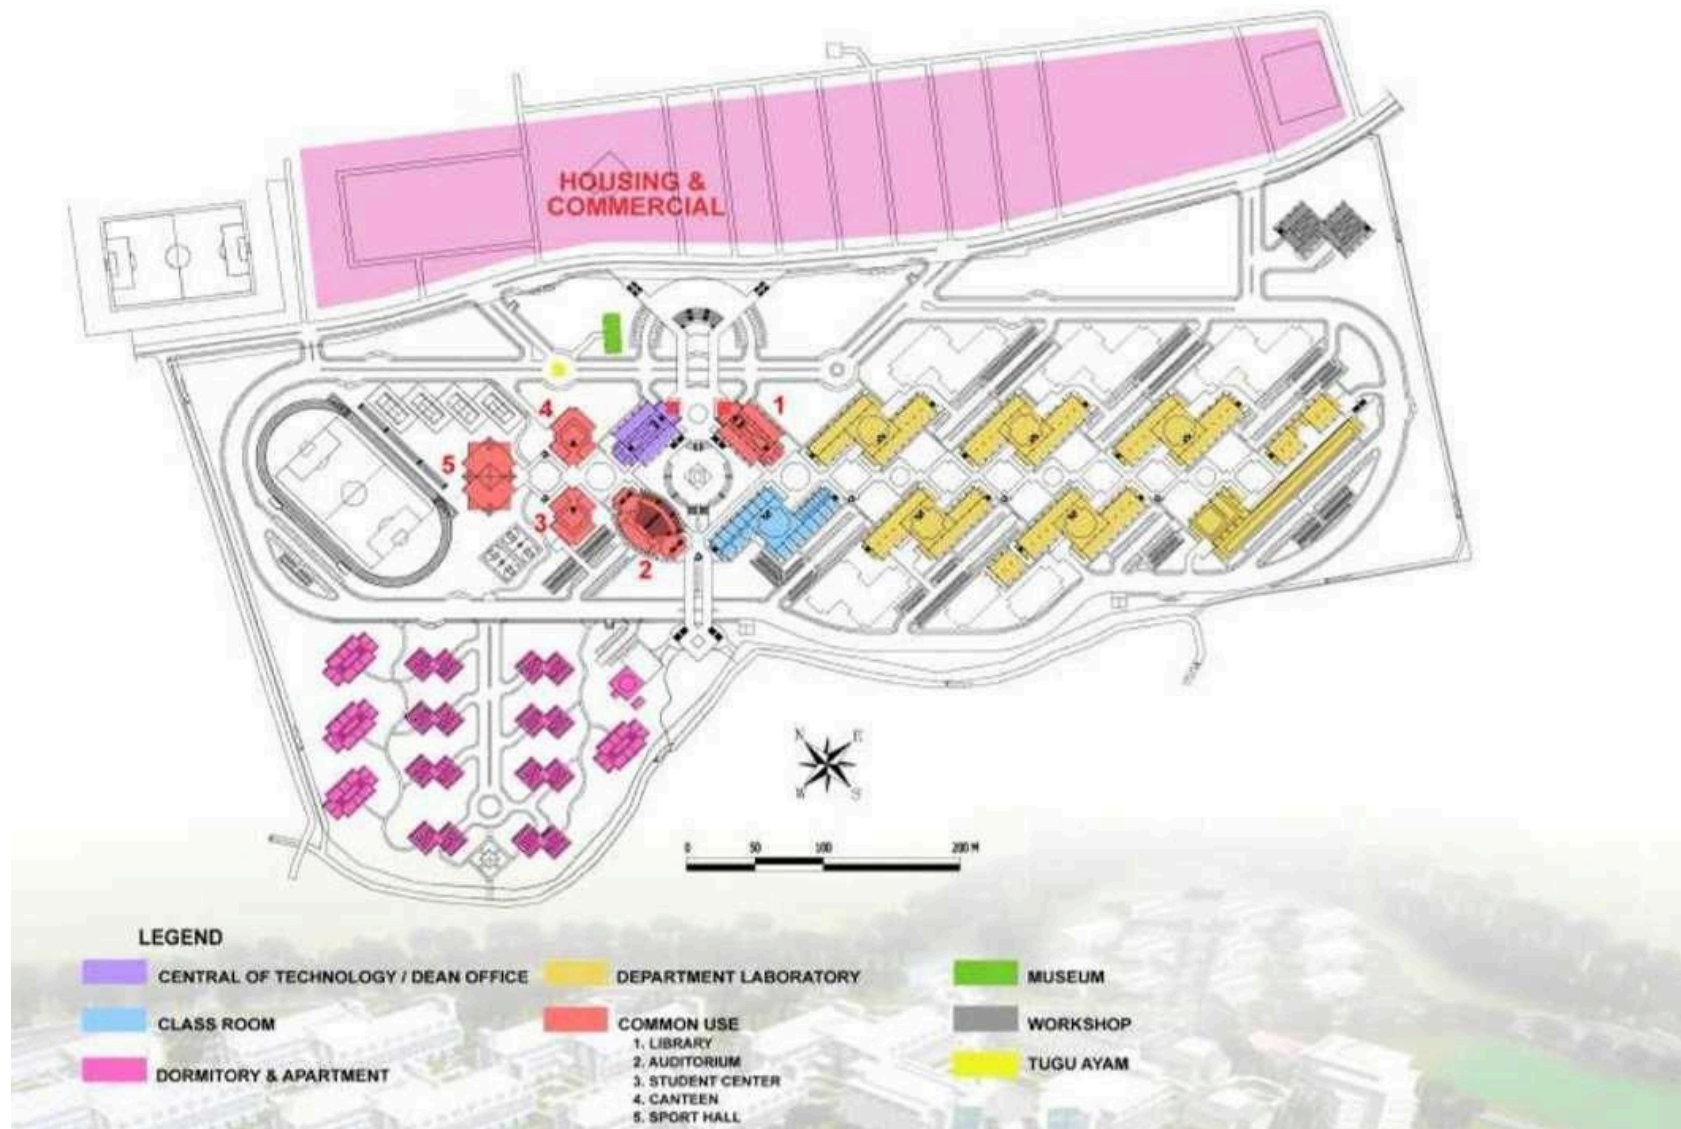 HOUSING &
COMMERCIAL
4
1
5
3
2
N
E
S
0
50
100
200 M
LEGEND
CENTRAL OF TECHNOLOGY / DEAN OFFICE
DEPARTMENT LABORATORY
MUSEUM
CLASS ROOM
COMMON USE
WORKSHOP
1. LIBRARY
2. AUDITORIUM
DORMITORY & APARTMENT
TUGU AYAM
3. STUDENT CENTER
4. CANTEEN
5. SPORT HALL